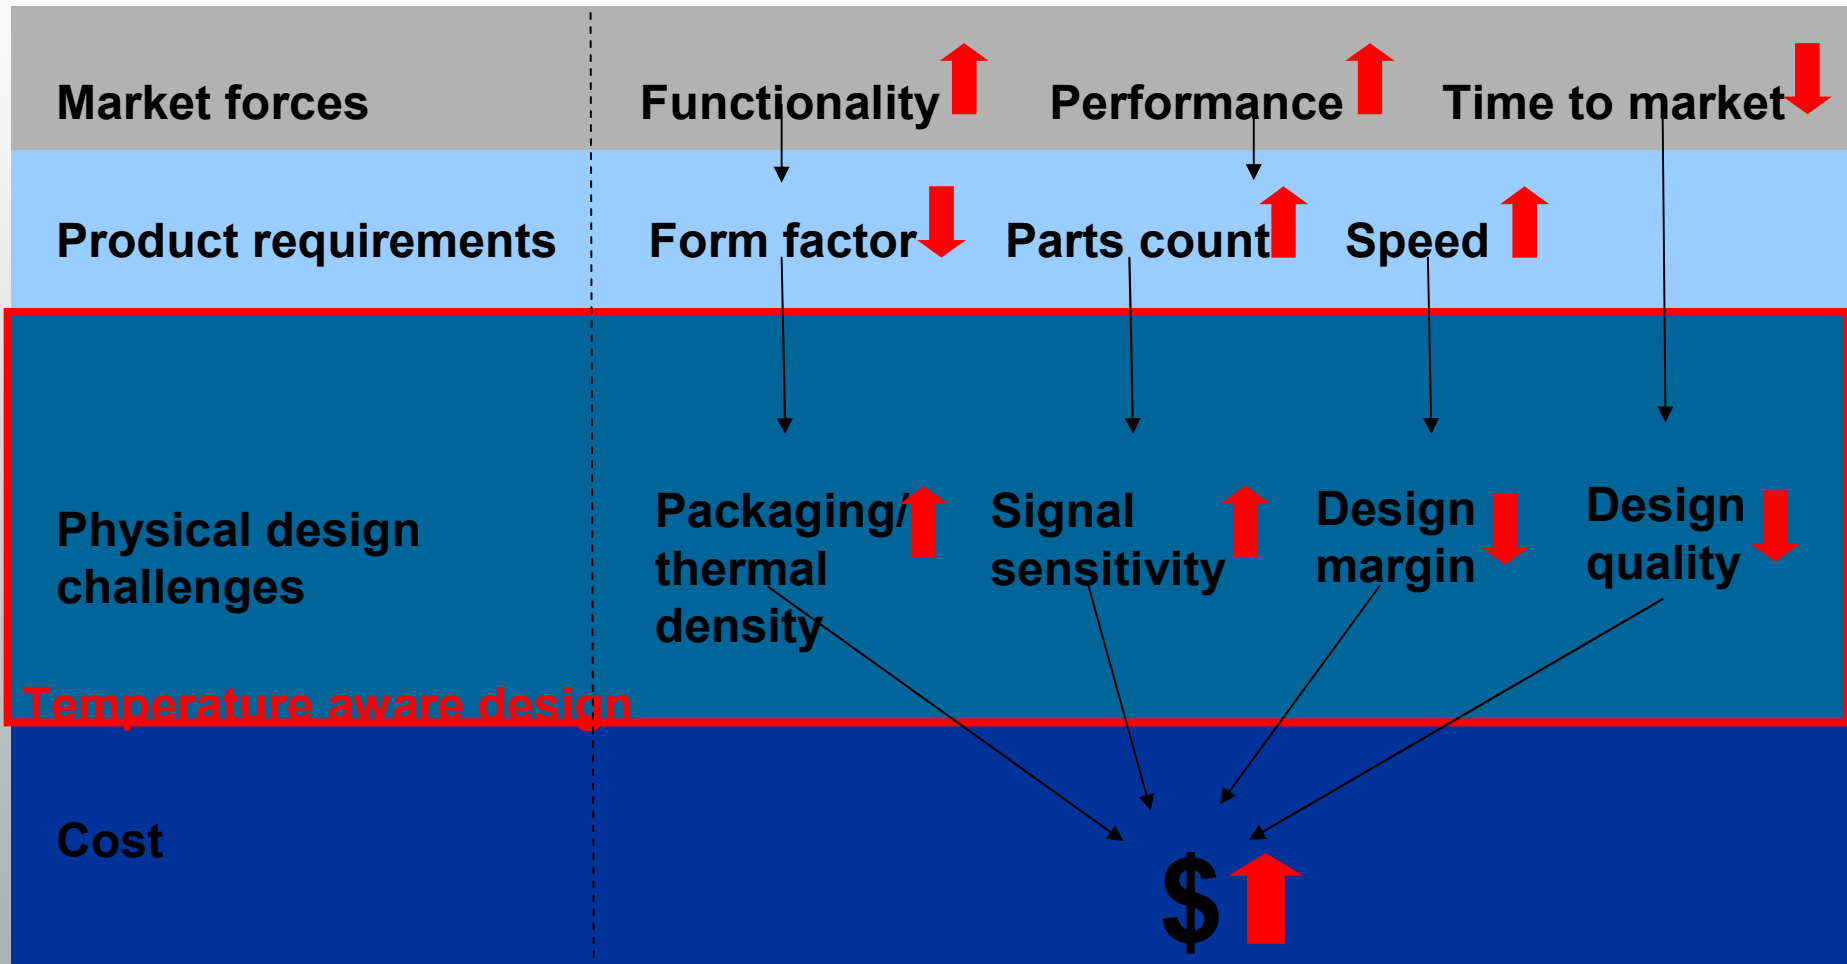 Market forces
Functionality
Performance
Time to market
Product requirements
Form factor
Parts count
Speed
Physical design
challenges
Packaging/
thermal
density
Signal
sensitivity
Design
margin
Design
quality
Temperature aware design
Cost
$